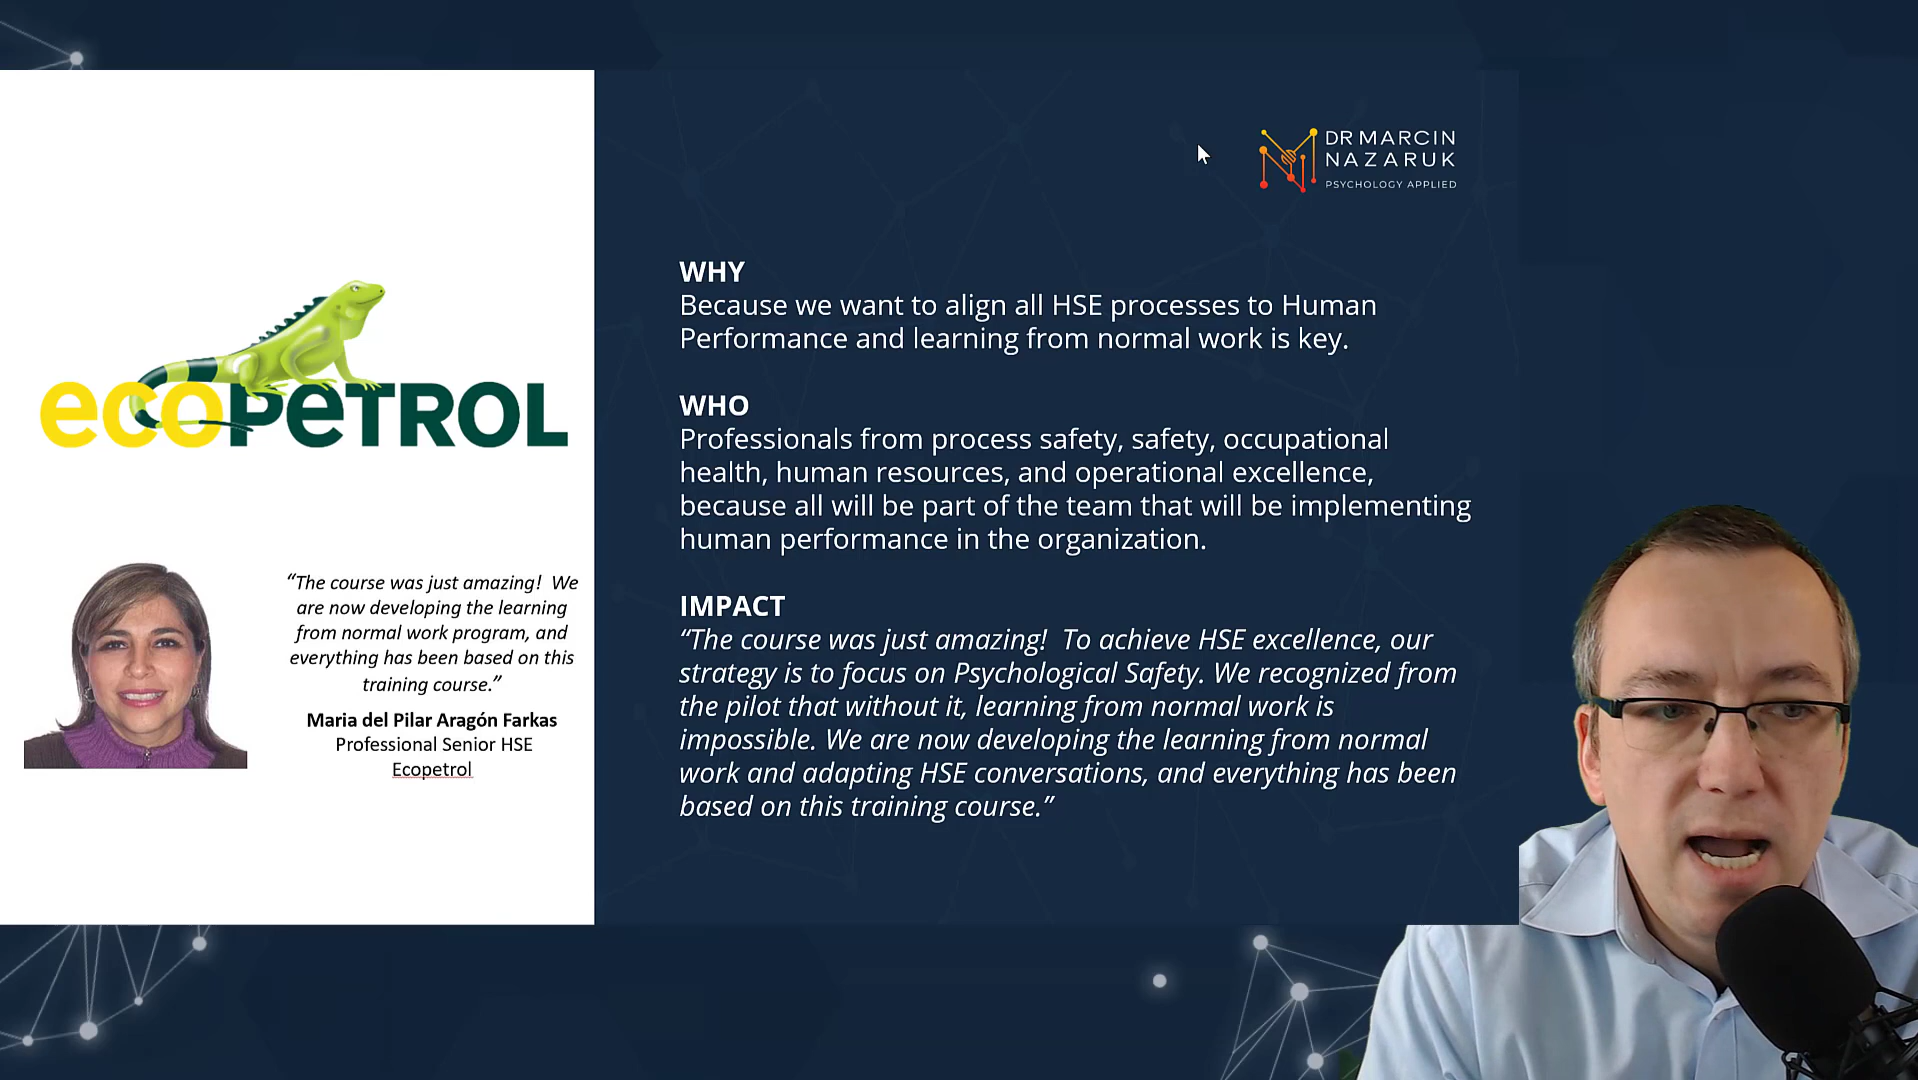 DR MARCIN
NAZARUK
PSYCHOLOGY APPLIED
ecoPeTROL
“The course was just amazing!  We
are now developing the learning
from normal work program, and
everything has been based on this
training course.”
Maria del Pilar Aragón Farkas
Professional Senior HSE
Ecopetrol
WHY
Because we want to align all HSE processes to Human
Performance and learning from normal work is key.
WHO
Professionals from process safety, safety, occupational
health, human resources, and operational excellence,
because all will be part of the team that will be implementing
human performance in the organization.
IMPACT
“The course was just amazing!  To achieve HSE excellence, our
strategy is to focus on Psychological Safety. We recognized from
the pilot that without it, learning from normal work is
impossible. We are now developing the learning from normal
work and adapting HSE conversations, and everything has been
based on this training course.”